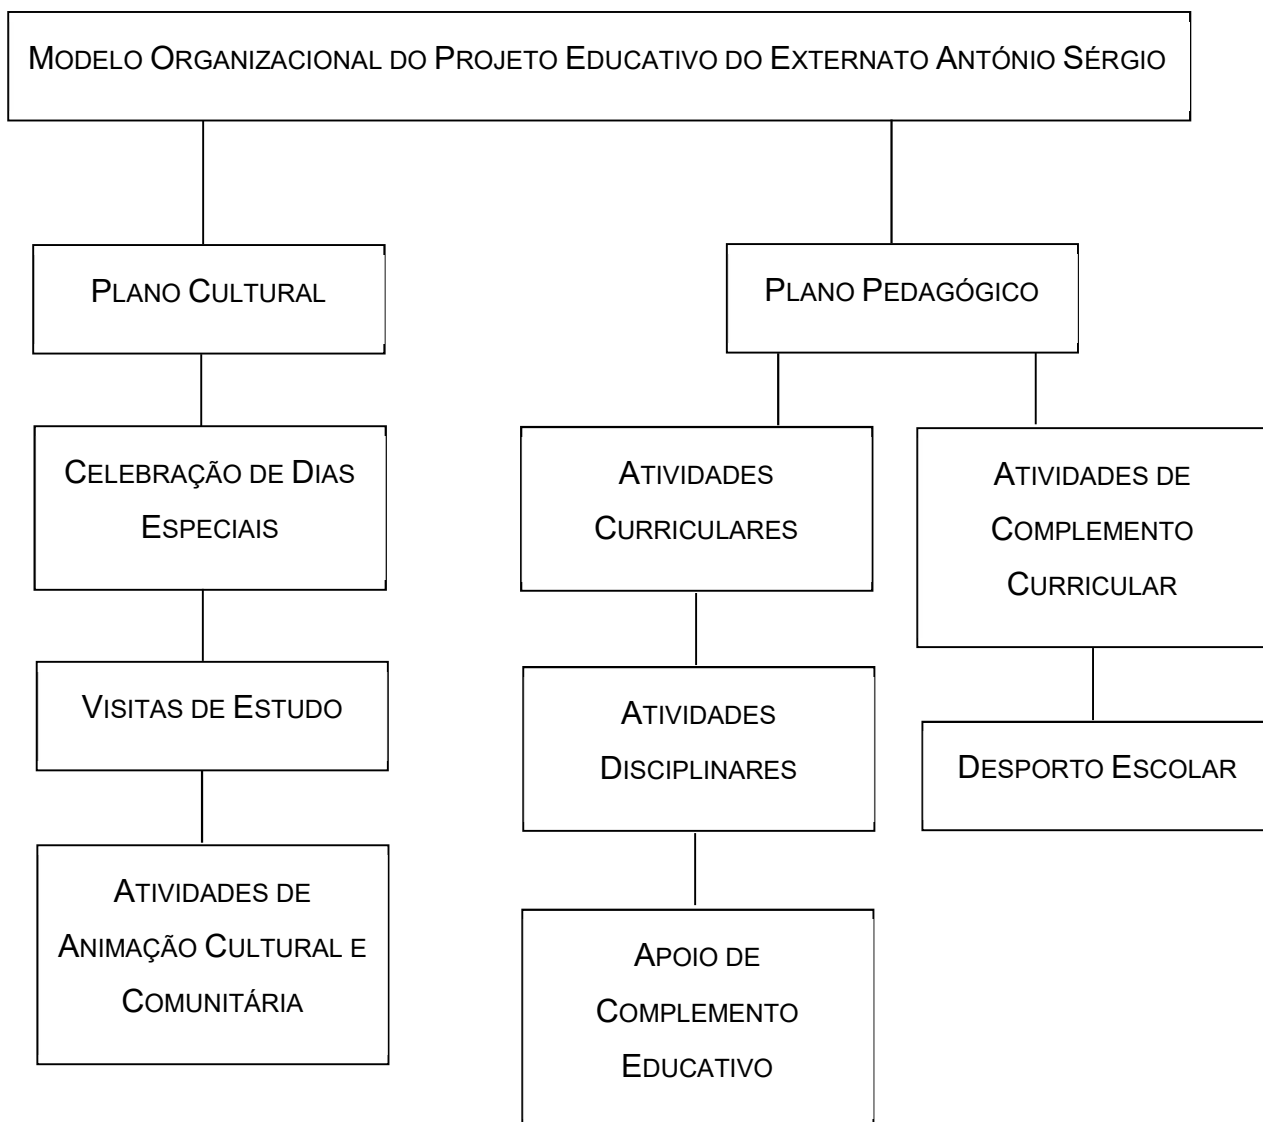 MODELO ORGANIZACIONAL DO PROJETO EDUCATIVO DO EXTERNATO ANTÓNIO SÉRGIO
PLANO CULTURAL
PLANO PEDAGÓGICO
CELEBRAÇÃO DE DIAS
ESPECIAIS
ATIVIDADES
CURRICULARES
ATIVIDADES DE
COMPLEMENTO
CURRICULAR
VISITAS DE ESTUDO
ATIVIDADES
DISCIPLINARES
DESPORTO ESCOLAR
ATIVIDADES DE
ANIMAÇÃO CULTURAL E
COMUNITÁRIA
APOIO DE
COMPLEMENTO
EDUCATIVO